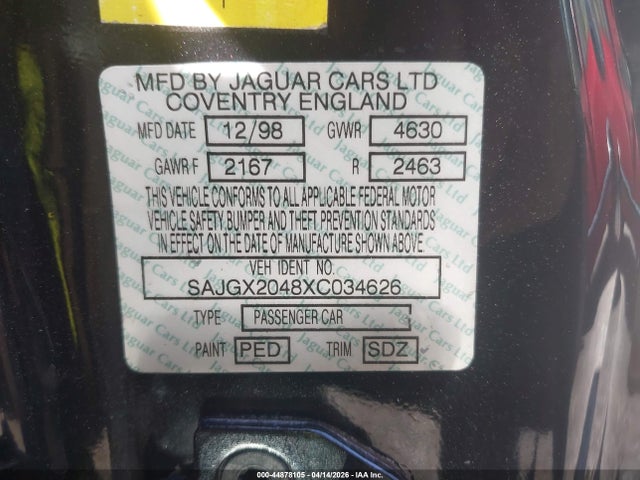 MFD BY JAGUAR CARS LTD
COVENTRY ENGLAND
MFD DATE 12/98 GVWR 4630
GAWR F 2167 R 2463
THIS VEHICLE CONFORMS TO ALL APPLICABLE FEDERAL MOTOR
VEHICLE SAFETY, BUMPER AND THEFT PREVENTION STANDARDS
IN EFFECT ON THE DATE OF MANUFACTURE SHOWN ABOVE.
VEH IDENT NO.
SAJGX2048XC034626
TYPE PASSENGER CAR
PAINT PED TRIM SDZ
000-44878105 - 04/14/2026 - IAA Inc.